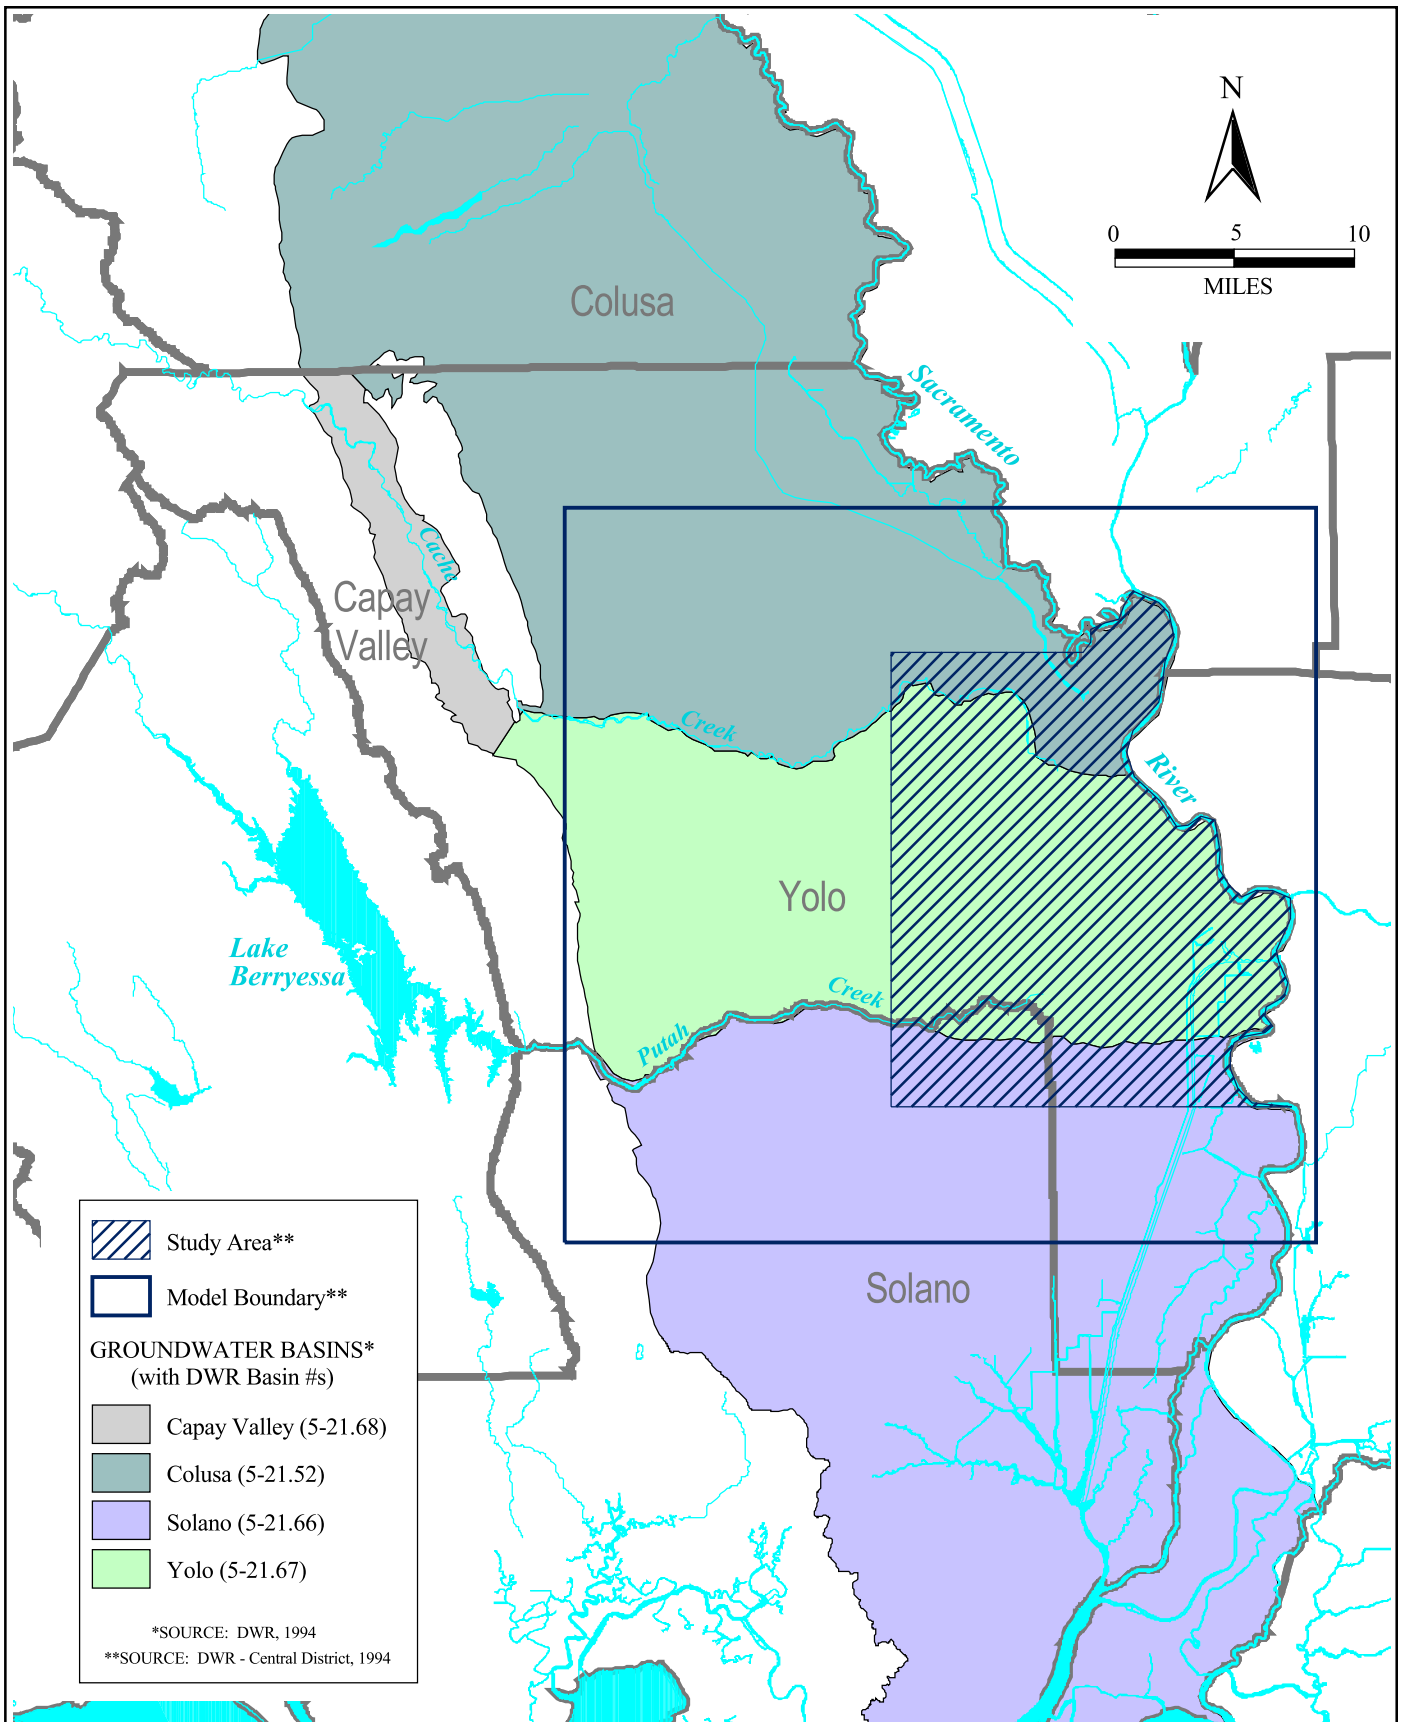 N
0 5 10
MILES
Colusa
Sacramento
Cache
Capay
Valley
Creek
River
Yolo
Lake
Berryessa
Creek
Putah
Solano
Study Area**
Model Boundary**
GROUNDWATER BASINS*
(with DWR Basin #s)
Capay Valley (5-21.68)
Colusa (5-21.52)
Solano (5-21.66)
Yolo (5-21.67)
*SOURCE: DWR, 1994
**SOURCE: DWR - Central District, 1994